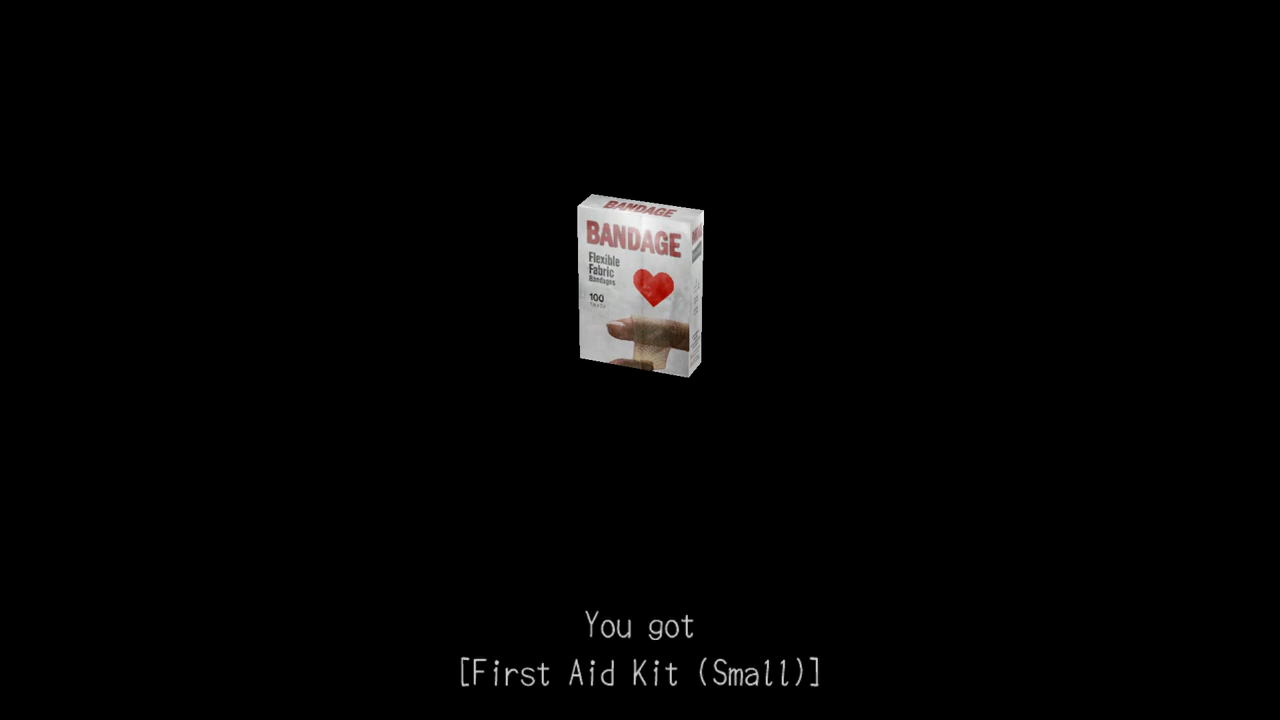 BANDAGE
BANDAGE
Flexible
Fabric
Bandages
100
You got
[First Aid Kit (Small)]